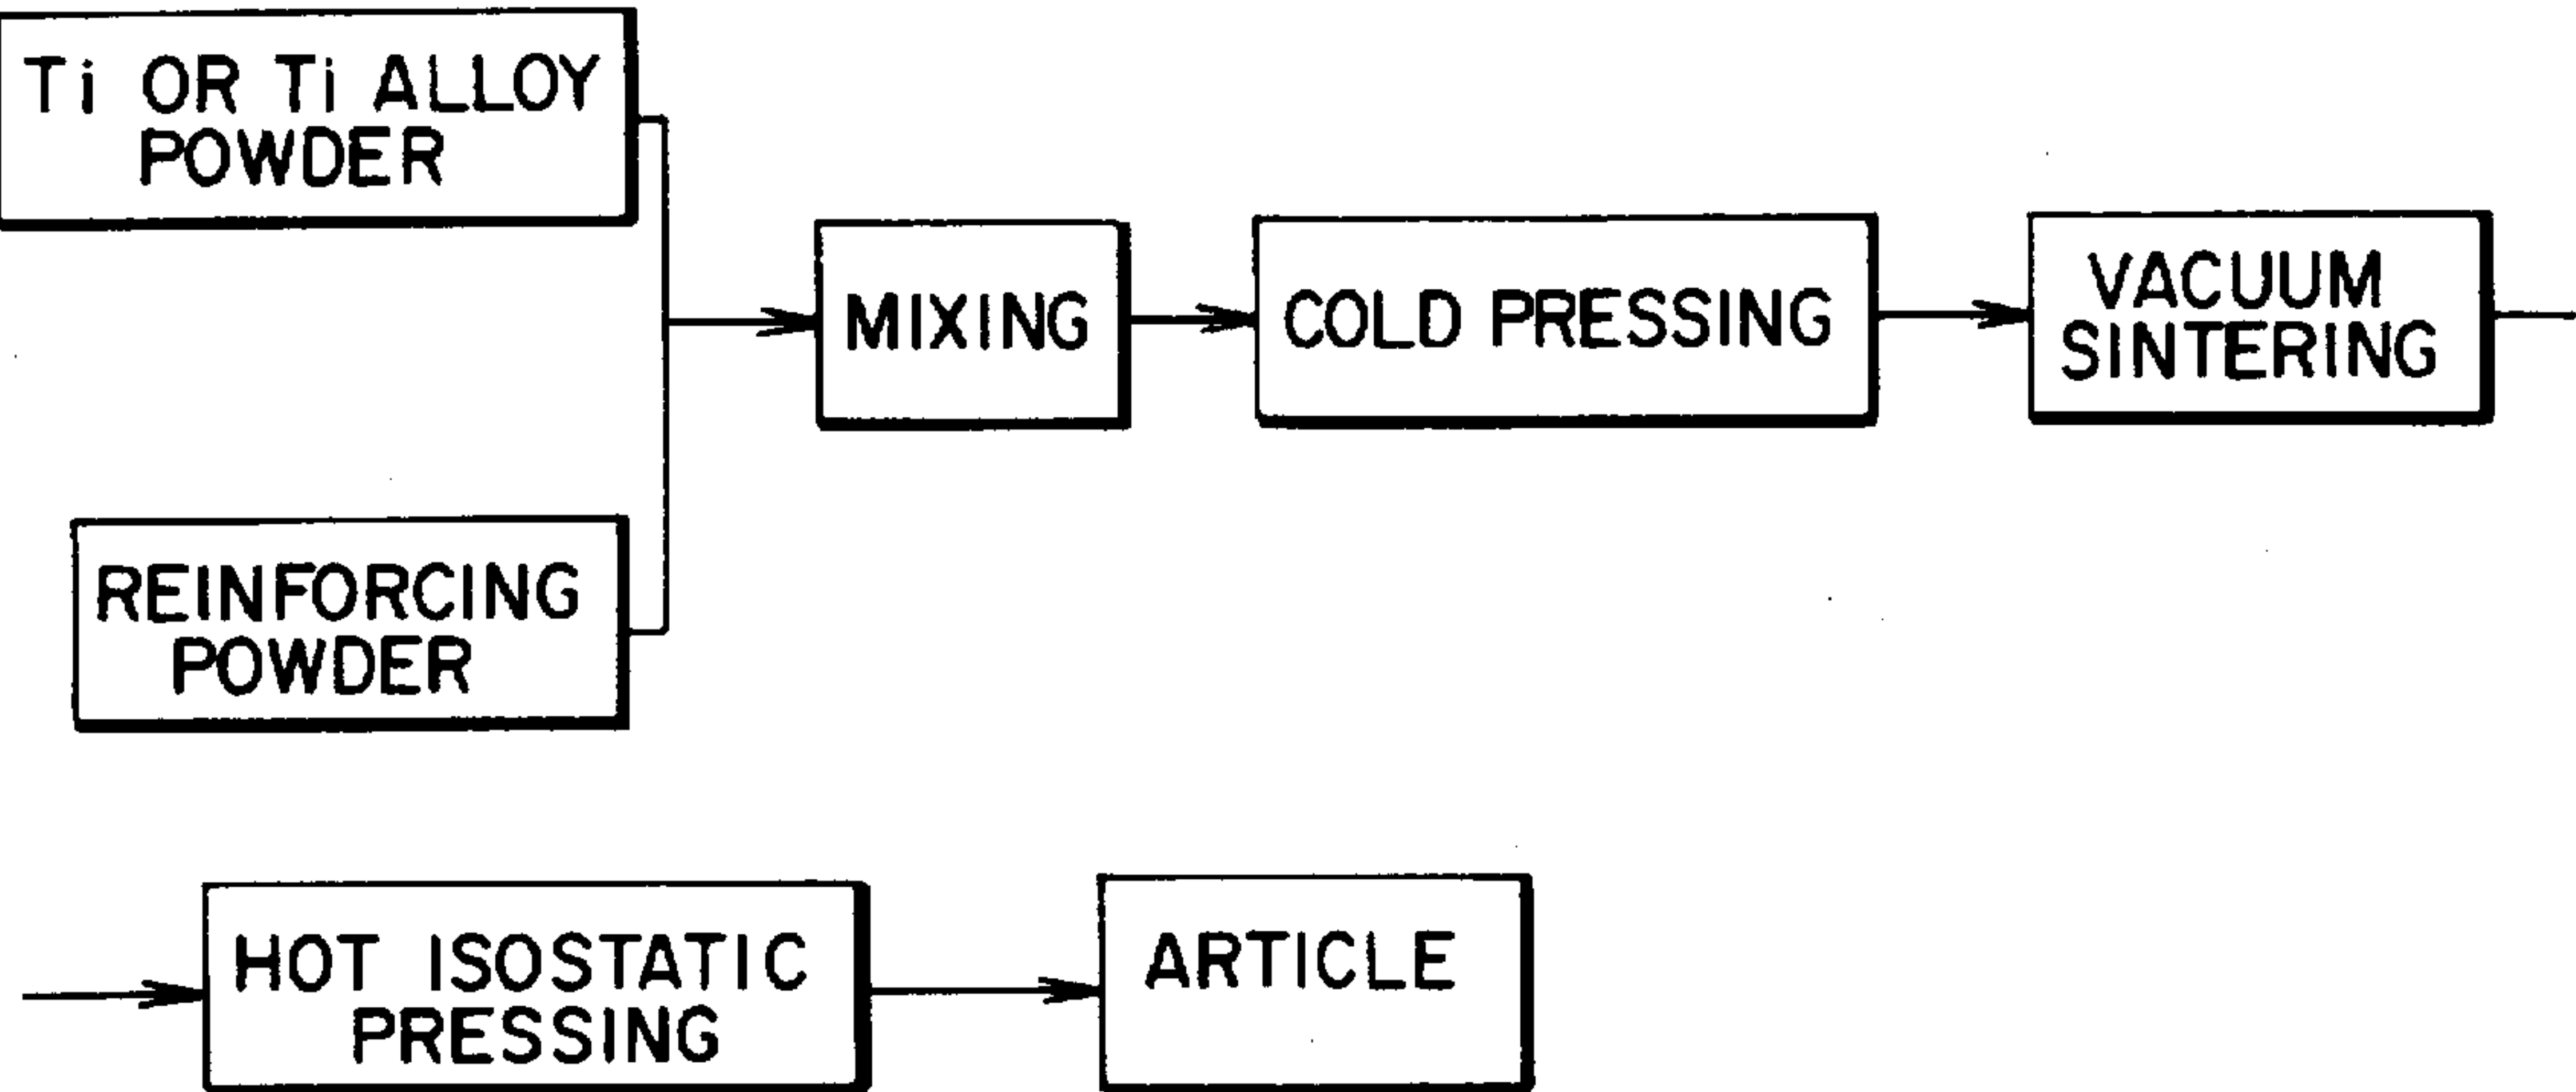 Ti OR Ti ALLOY
POWDER
MIXING
COLD PRESSING
VACUUM
SINTERING
REINFORCING
POWDER
HOT ISOSTATIC
PRESSING
ARTICLE